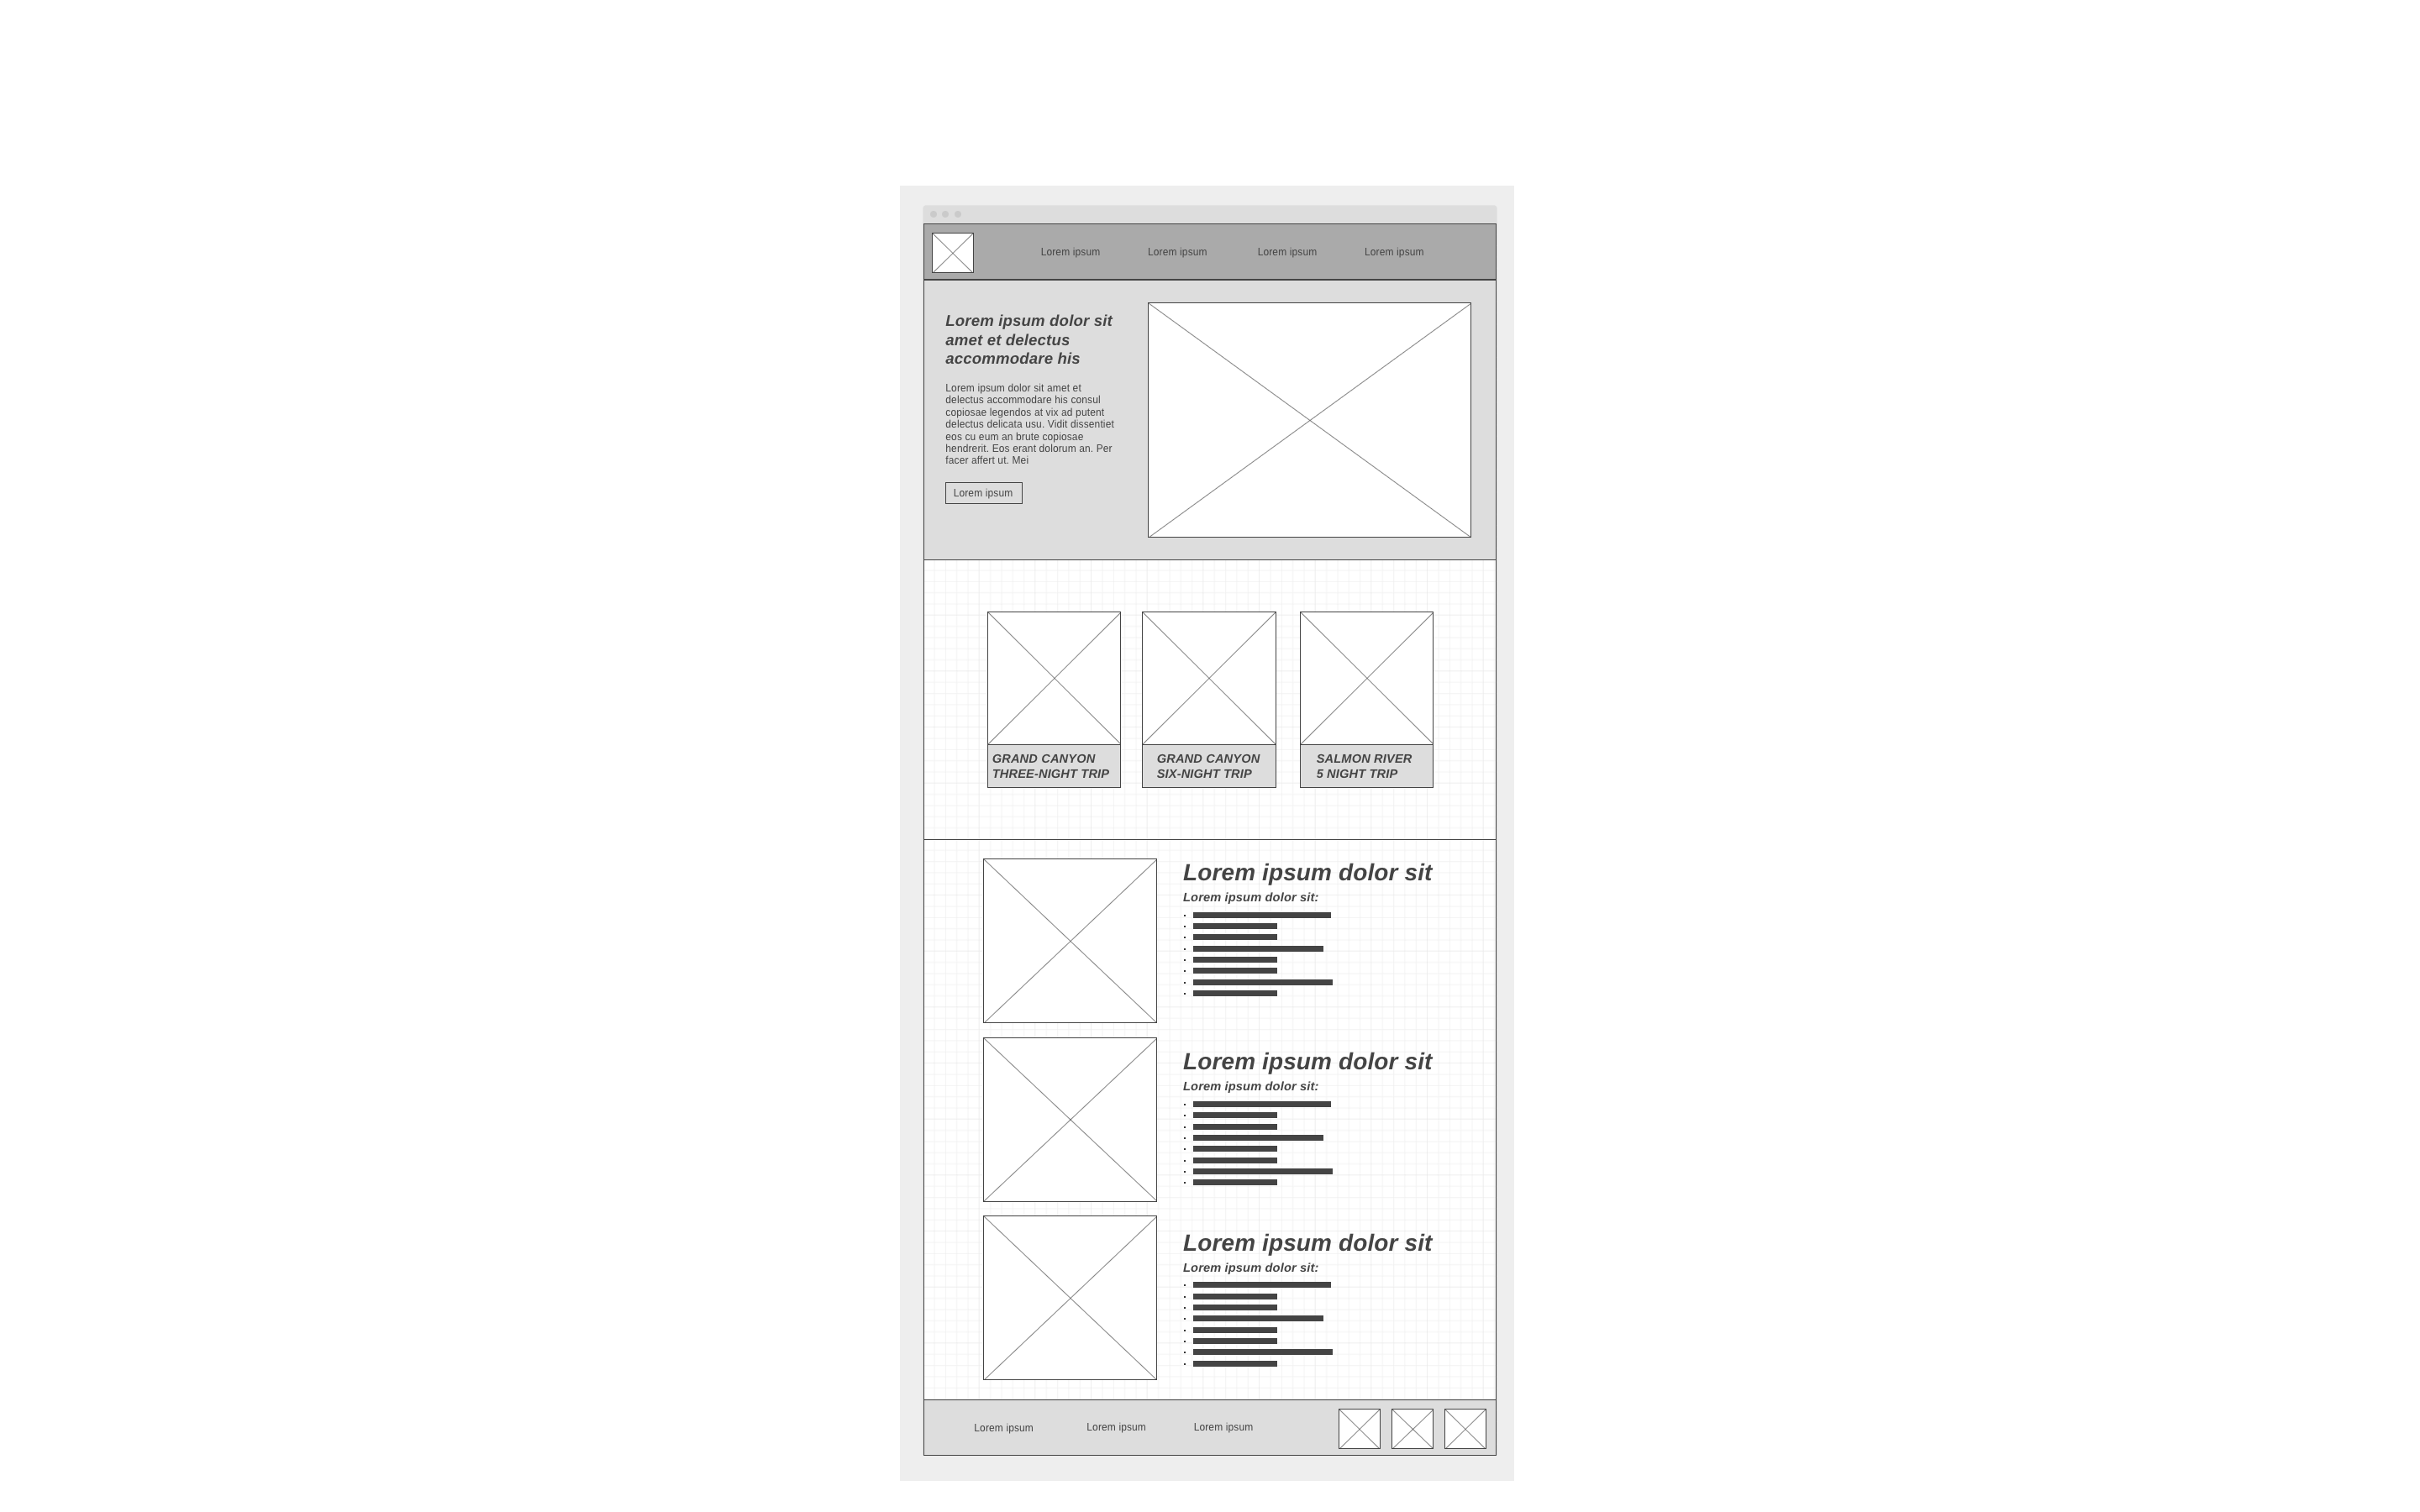 Lorem ipsum
Lorem ipsum
Lorem ipsum
Lorem ipsum
Lorem ipsum dolor sit
amet et delectus
accommodare his
Lorem ipsum dolor sit amet et
delectus accommodare his consul
copiosae legendos at vix ad putent
delectus delicata usu. Vidit dissentiet
eos cu eum an brute copiosae
hendrerit. Eos erant dolorum an. Per
facer affert ut. Mei
Lorem ipsum
GRAND CANYON
THREE-NIGHT TRIP
GRAND CANYON
SIX-NIGHT TRIP
SALMON RIVER
5 NIGHT TRIP
Lorem ipsum dolor sit
Lorem ipsum dolor sit:
Lorem ipsum dolor sit
Lorem ipsum dolor sit:
Lorem ipsum dolor sit
Lorem ipsum dolor sit:
Lorem ipsum
Lorem ipsum
Lorem ipsum